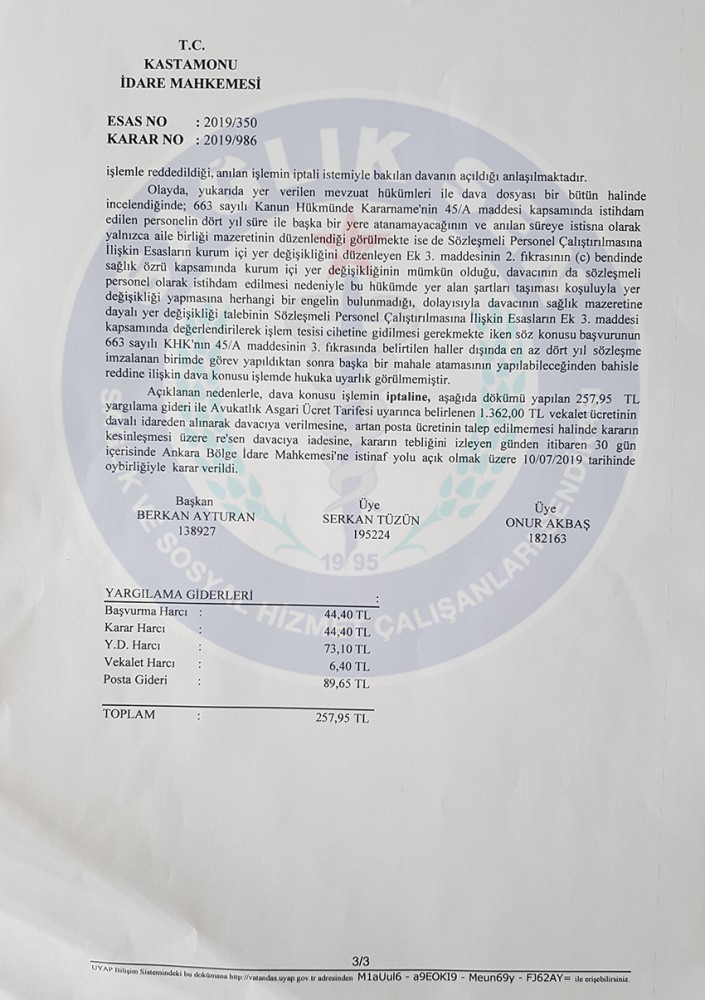 T.C.
KASTAMONU
İDARE MAHKEMESİ
ESAS NO : 2019/350
KARAR NO : 2019/986
işlemle reddedildiği, anılan işlemin iptali istemiyle bakılan davanın açıldığı anlaşılmaktadır.
Olayda, yukarıda yer verilen mevzuat hükümleri ile dava dosyası bir bütün halinde
incelendiğinde; 663 sayılı Kanun Hükmünde Kararname'nin 45/A maddesi kapsamında istihdam
edilen personelin dört yıl süre ile başka bir yere atanamayacağının ve anılan süreye istisna olarak
yalnızca aile birliği mazeretinin düzenlendiği görülmekte ise de Sözleşmeli Personel Çalıştırılmasına
İlişkin Esasların kurum içi yer değişikliğini düzenleyen Ek 3. maddesinin 2. fıkrasının (c) bendinde
sağlık özrü kapsamında kurum içi yer değişikliğinin mümkün olduğu, davacının da sözleşmeli
personel olarak istihdam edilmesi nedeniyle bu hükümde yer alan şartları taşıması koşuluyla yer
değişikliği yapmasına herhangi bir engelin bulunmadığı, dolayısıyla davacının sağlık mazeretine
dayalı yer değişikliği talebinin Sözleşmeli Personel Çalıştırılmasına İlişkin Esasların Ek 3. maddesi
kapsamında değerlendirilerek işlem tesisi cihetine gidilmesi gerekmekte iken söz konusu başvurunun
663 sayılı KHK'nın 45/A maddesinin 3. fıkrasında belirtilen haller dışında en az dört yıl sözleşme
imzalanan birimde görev yapıldıktan sonra başka bir mahale atamasının yapılabileceğinden bahisle
reddine ilişkin dava konusu işlemde hukuka uyarlık görülmemiştir.
Açıklanan nedenlerle, dava konusu işlemin iptaline, aşağıda dökümü yapılan 257,95 TL
yargılama gideri ile Avukatlık Asgari Ücret Tarifesi uyarınca belirlenen 1.362,00 TL vekalet ücretinin
davalı idareden alınarak davacıya verilmesine, artan posta ücretinin talep edilmemesi halinde kararın
kesinleşmesi üzere re'sen davacıya iadesine, kararın tebliğini izleyen günden itibaren 30 gün
içerisinde Ankara Bölge İdare Mahkemesi'ne istinaf yolu açık olmak üzere 10/07/2019 tarihinde
oybirliğiyle karar verildi.
Başkan Üye Üye
BERKAN AYTURAN SERKAN TÜZÜN ONUR AKBAŞ
138927 195224 182163
1995
YARGILAMA GİDERLERİ :
Başvurma Harcı : 44,40 TL
Karar Harcı : 44,40 TL
Y.D. Harcı : 73,10 TL
Vekalet Harcı : 6,40 TL
Posta Gideri : 89,65 TL
TOPLAM : 257,95 TL
3/3
UYAP Bilişim Sistemindeki bu dokümana http://vatandas.uyap.gov.tr adresinden M1aUul6 - a9EOKI9 - Meun69y - FJ62AY= ile erişebilirsiniz.